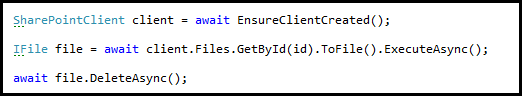 SharePointClient client = await EnsureClientCreated();
IFile file = await client.Files.GetById(id).ToFile().ExecuteAsync();
await file.DeleteAsync();